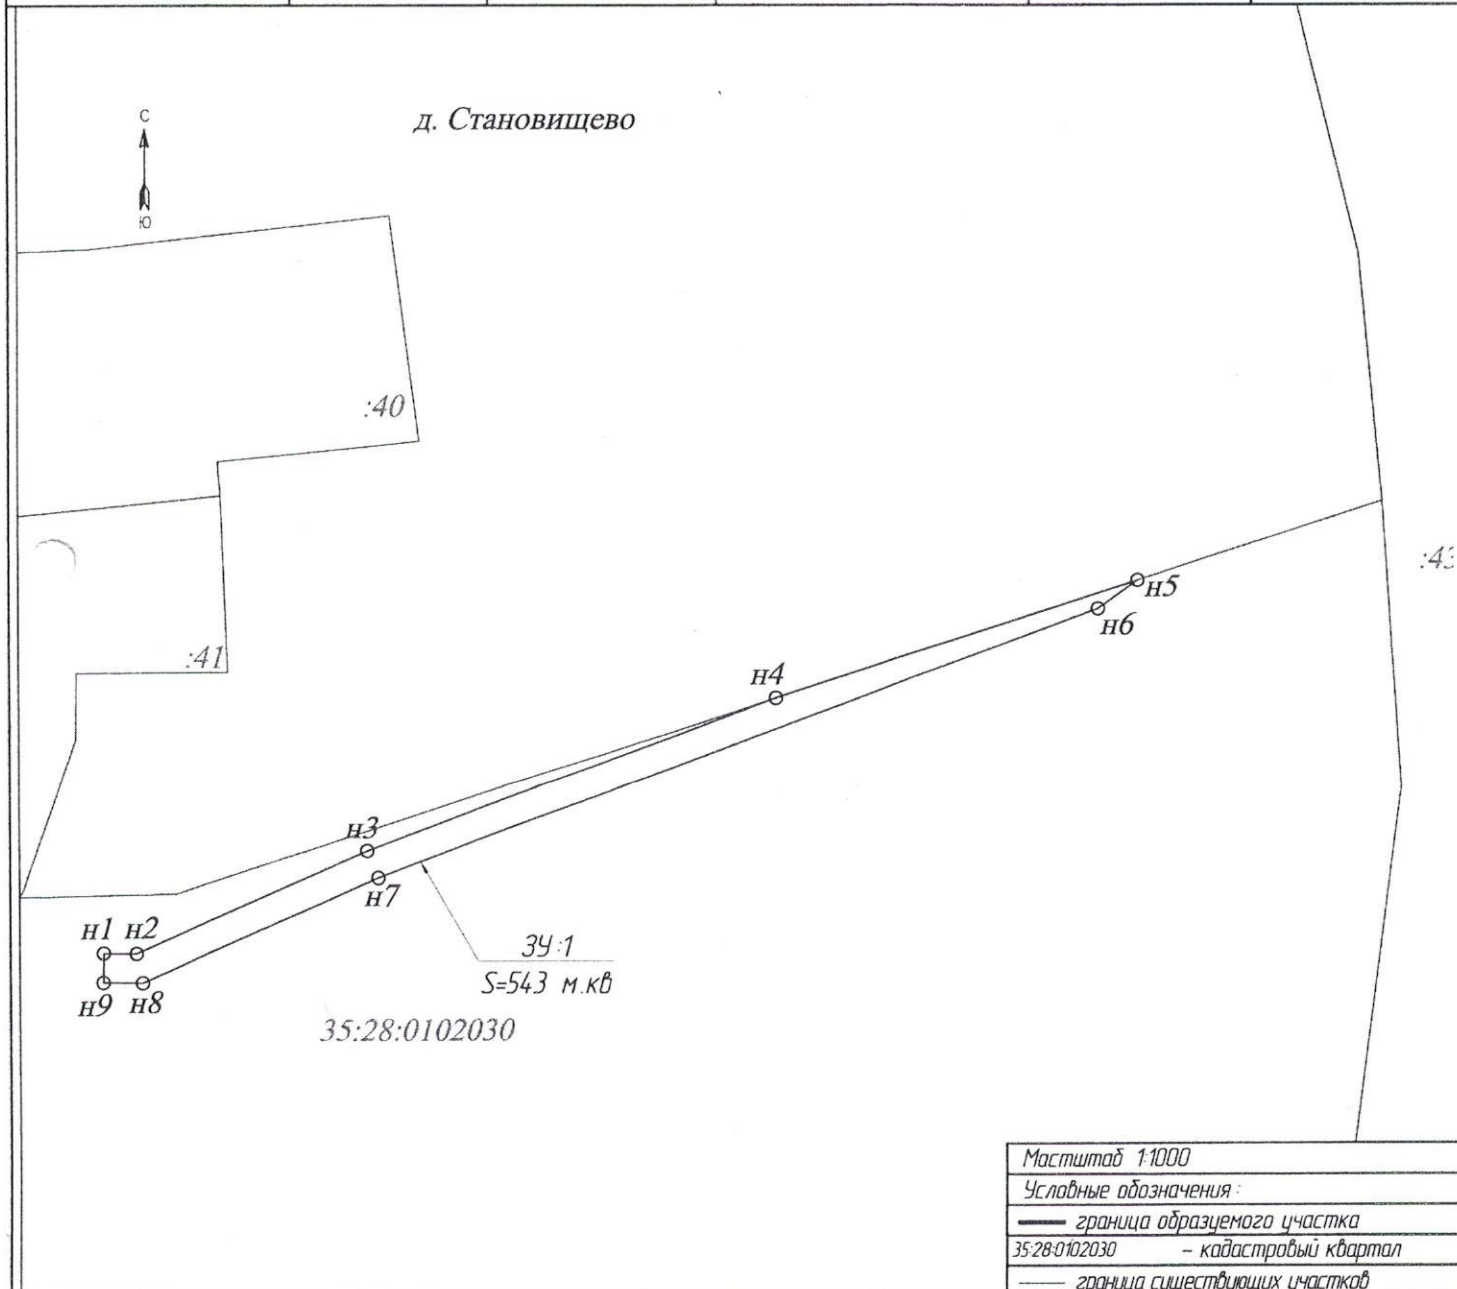 д. Становищево
С
Ю
:40
:41
:43
н5
н6
н4
н3
н7
н1 н2
н9 н8
ЗУ:1
S=543 м.кв
35:28:0102030
Мастштаб 1:1000
Условные обозначения:
граница образуемого участка
35:28:0102030 - кадастровый квартал
граница существующих участков